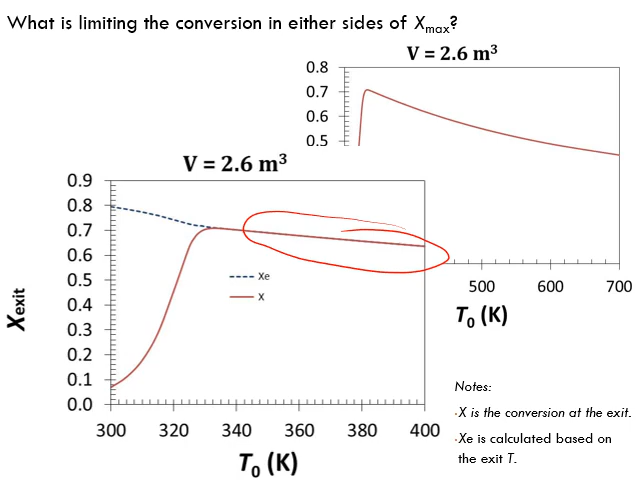 What is limiting the conversion in either sides of Xmax?
V = 2.6 m³
0.8
0.7
0.6
0.5
500 600 700
T₀ (K)
V = 2.6 m³
0.9
0.8
0.7
0.6
0.5
0.4
0.3
0.2
0.1
0.0
Xexit
Xe
X
300 320 340 360 380 400
T₀ (K)
Notes:
·X is the conversion at the exit.
·Xe is calculated based on
the exit T.